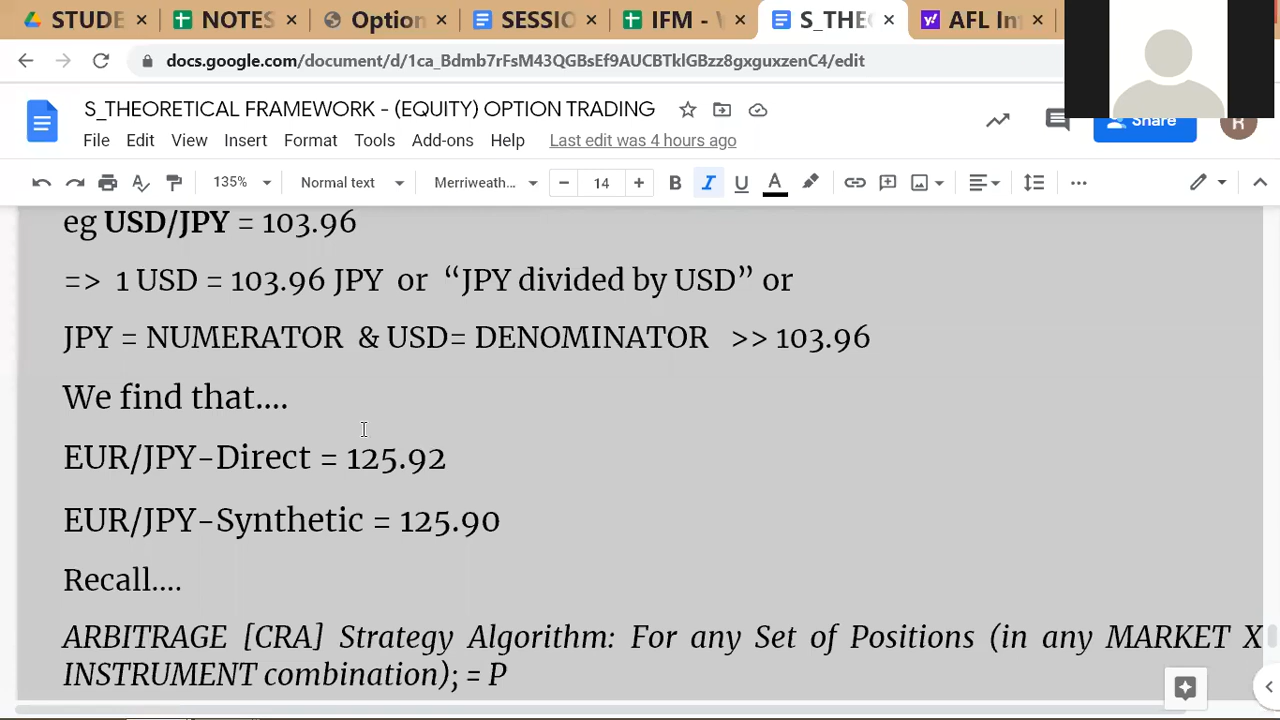 STUDE
NOTES
Option
SESSIO
IFM -
S_THEO
AFL In
docs.google.com/document/d/1ca_Bdmb7rFsM43QGBsEf9AUCBTklGBzz8gxguxzenC4/edit
S_THEORETICAL FRAMEWORK - (EQUITY) OPTION TRADING
File Edit View Insert Format Tools Add-ons Help Last edit was 4 hours ago
Share
R
135% Normal text Merriweath... 14 B I U A
eg USD/JPY = 103.96
=> 1 USD = 103.96 JPY or “JPY divided by USD” or
JPY = NUMERATOR & USD= DENOMINATOR >> 103.96
We find that....
EUR/JPY-Direct = 125.92
EUR/JPY-Synthetic = 125.90
Recall....
ARBITRAGE [CRA] Strategy Algorithm: For any Set of Positions (in any MARKET X
INSTRUMENT combination); = P